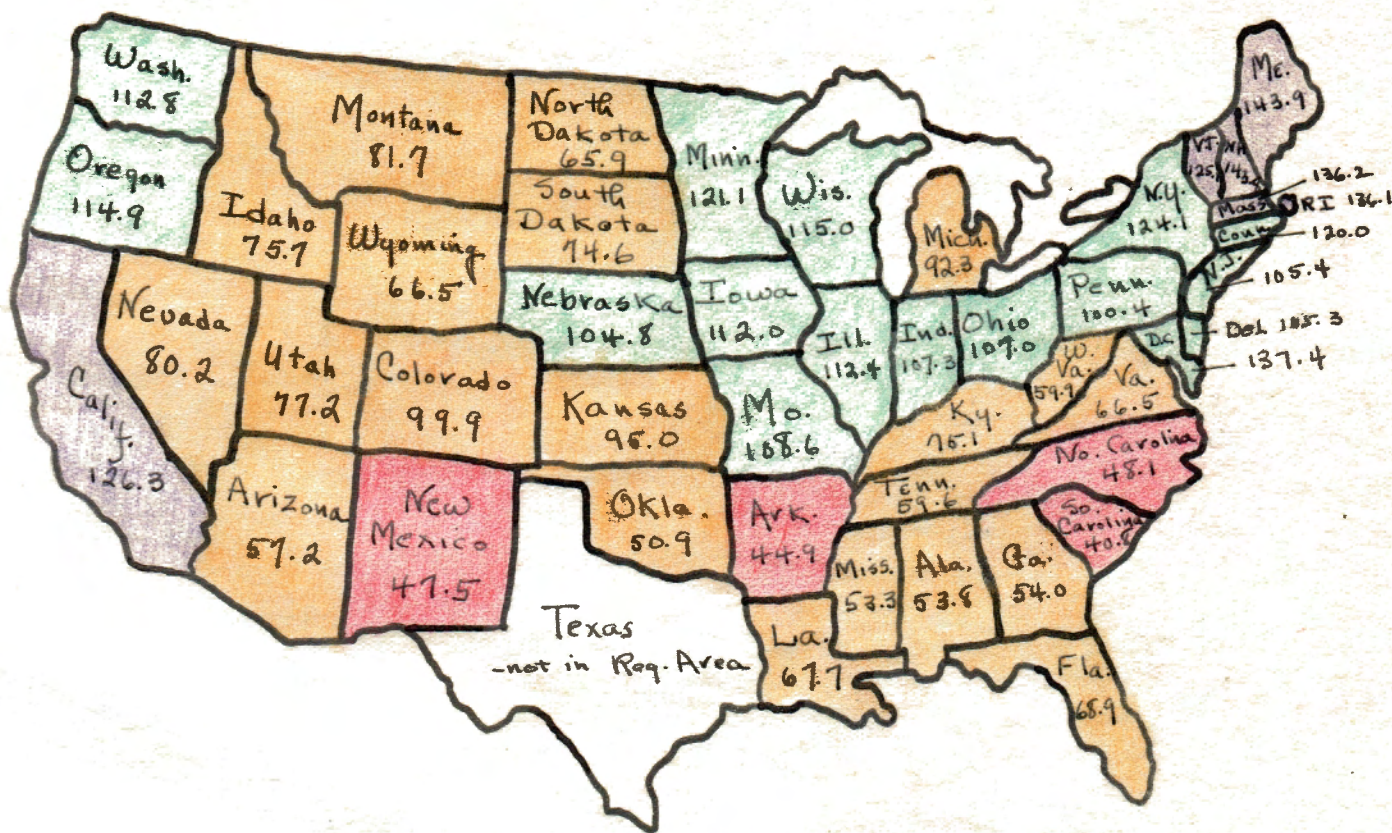 Wash.
112.8
Oregon
114.9
Calif.
126.3
Idaho
75.7
Nevada
80.2
Montana
81.7
Wyoming
66.5
Utah
77.2
Colorado
99.9
Arizona
57.2
New
Mexico
47.5
North
Dakota
65.9
South
Dakota
74.6
Nebraska
104.8
Kansas
95.0
Okla.
50.9
Texas
-not in Reg. Area
Minn.
121.1
Iowa
112.0
Mo.
108.6
Ark.
44.9
La.
67.7
Wis.
115.0
Ill.
112.4
Mich.
92.3
Ind.
107.3
Ohio
107.0
Ky.
75.1
Tenn.
59.6
Miss.
53.3
Ala.
53.8
Ga.
54.0
Fla.
68.9
So.
Carolina
No. Carolina
48.1
Va.
66.5
W.
Va.
Penn.
100.4
N.Y.
124.1
Me.
143.9
VT.
NH
Mass.
136.2
RI 136.1
Conn.
120.0
N.J.
105.4
Del
D.C.
137.4